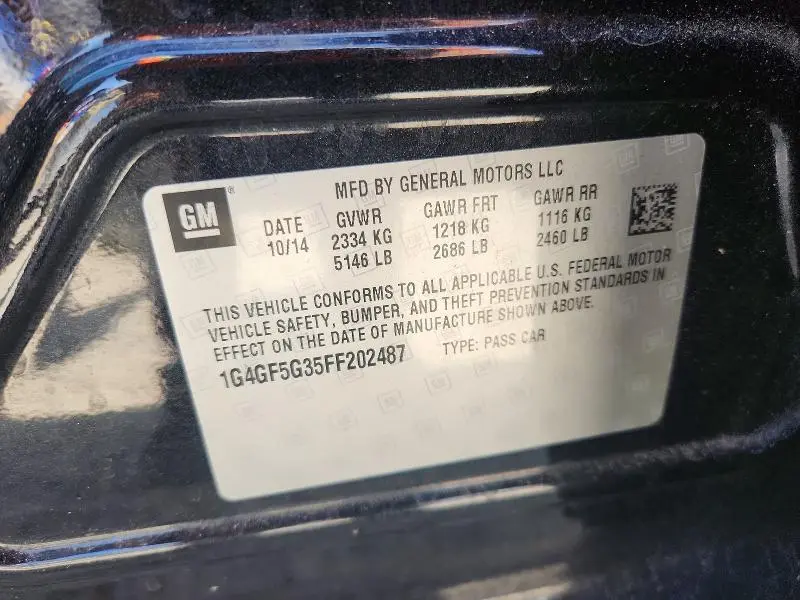 MFD BY GENERAL MOTORS LLC
GM®
DATE GVWR GAWR FRT GAWR RR
10/14 2334 KG 1218 KG 1116 KG
5146 LB 2686 LB 2460 LB
THIS VEHICLE CONFORMS TO ALL APPLICABLE U.S. FEDERAL MOTOR
VEHICLE SAFETY, BUMPER, AND THEFT PREVENTION STANDARDS IN
EFFECT ON THE DATE OF MANUFACTURE SHOWN ABOVE.
1G4GF5G35FF202487 TYPE: PASS CAR